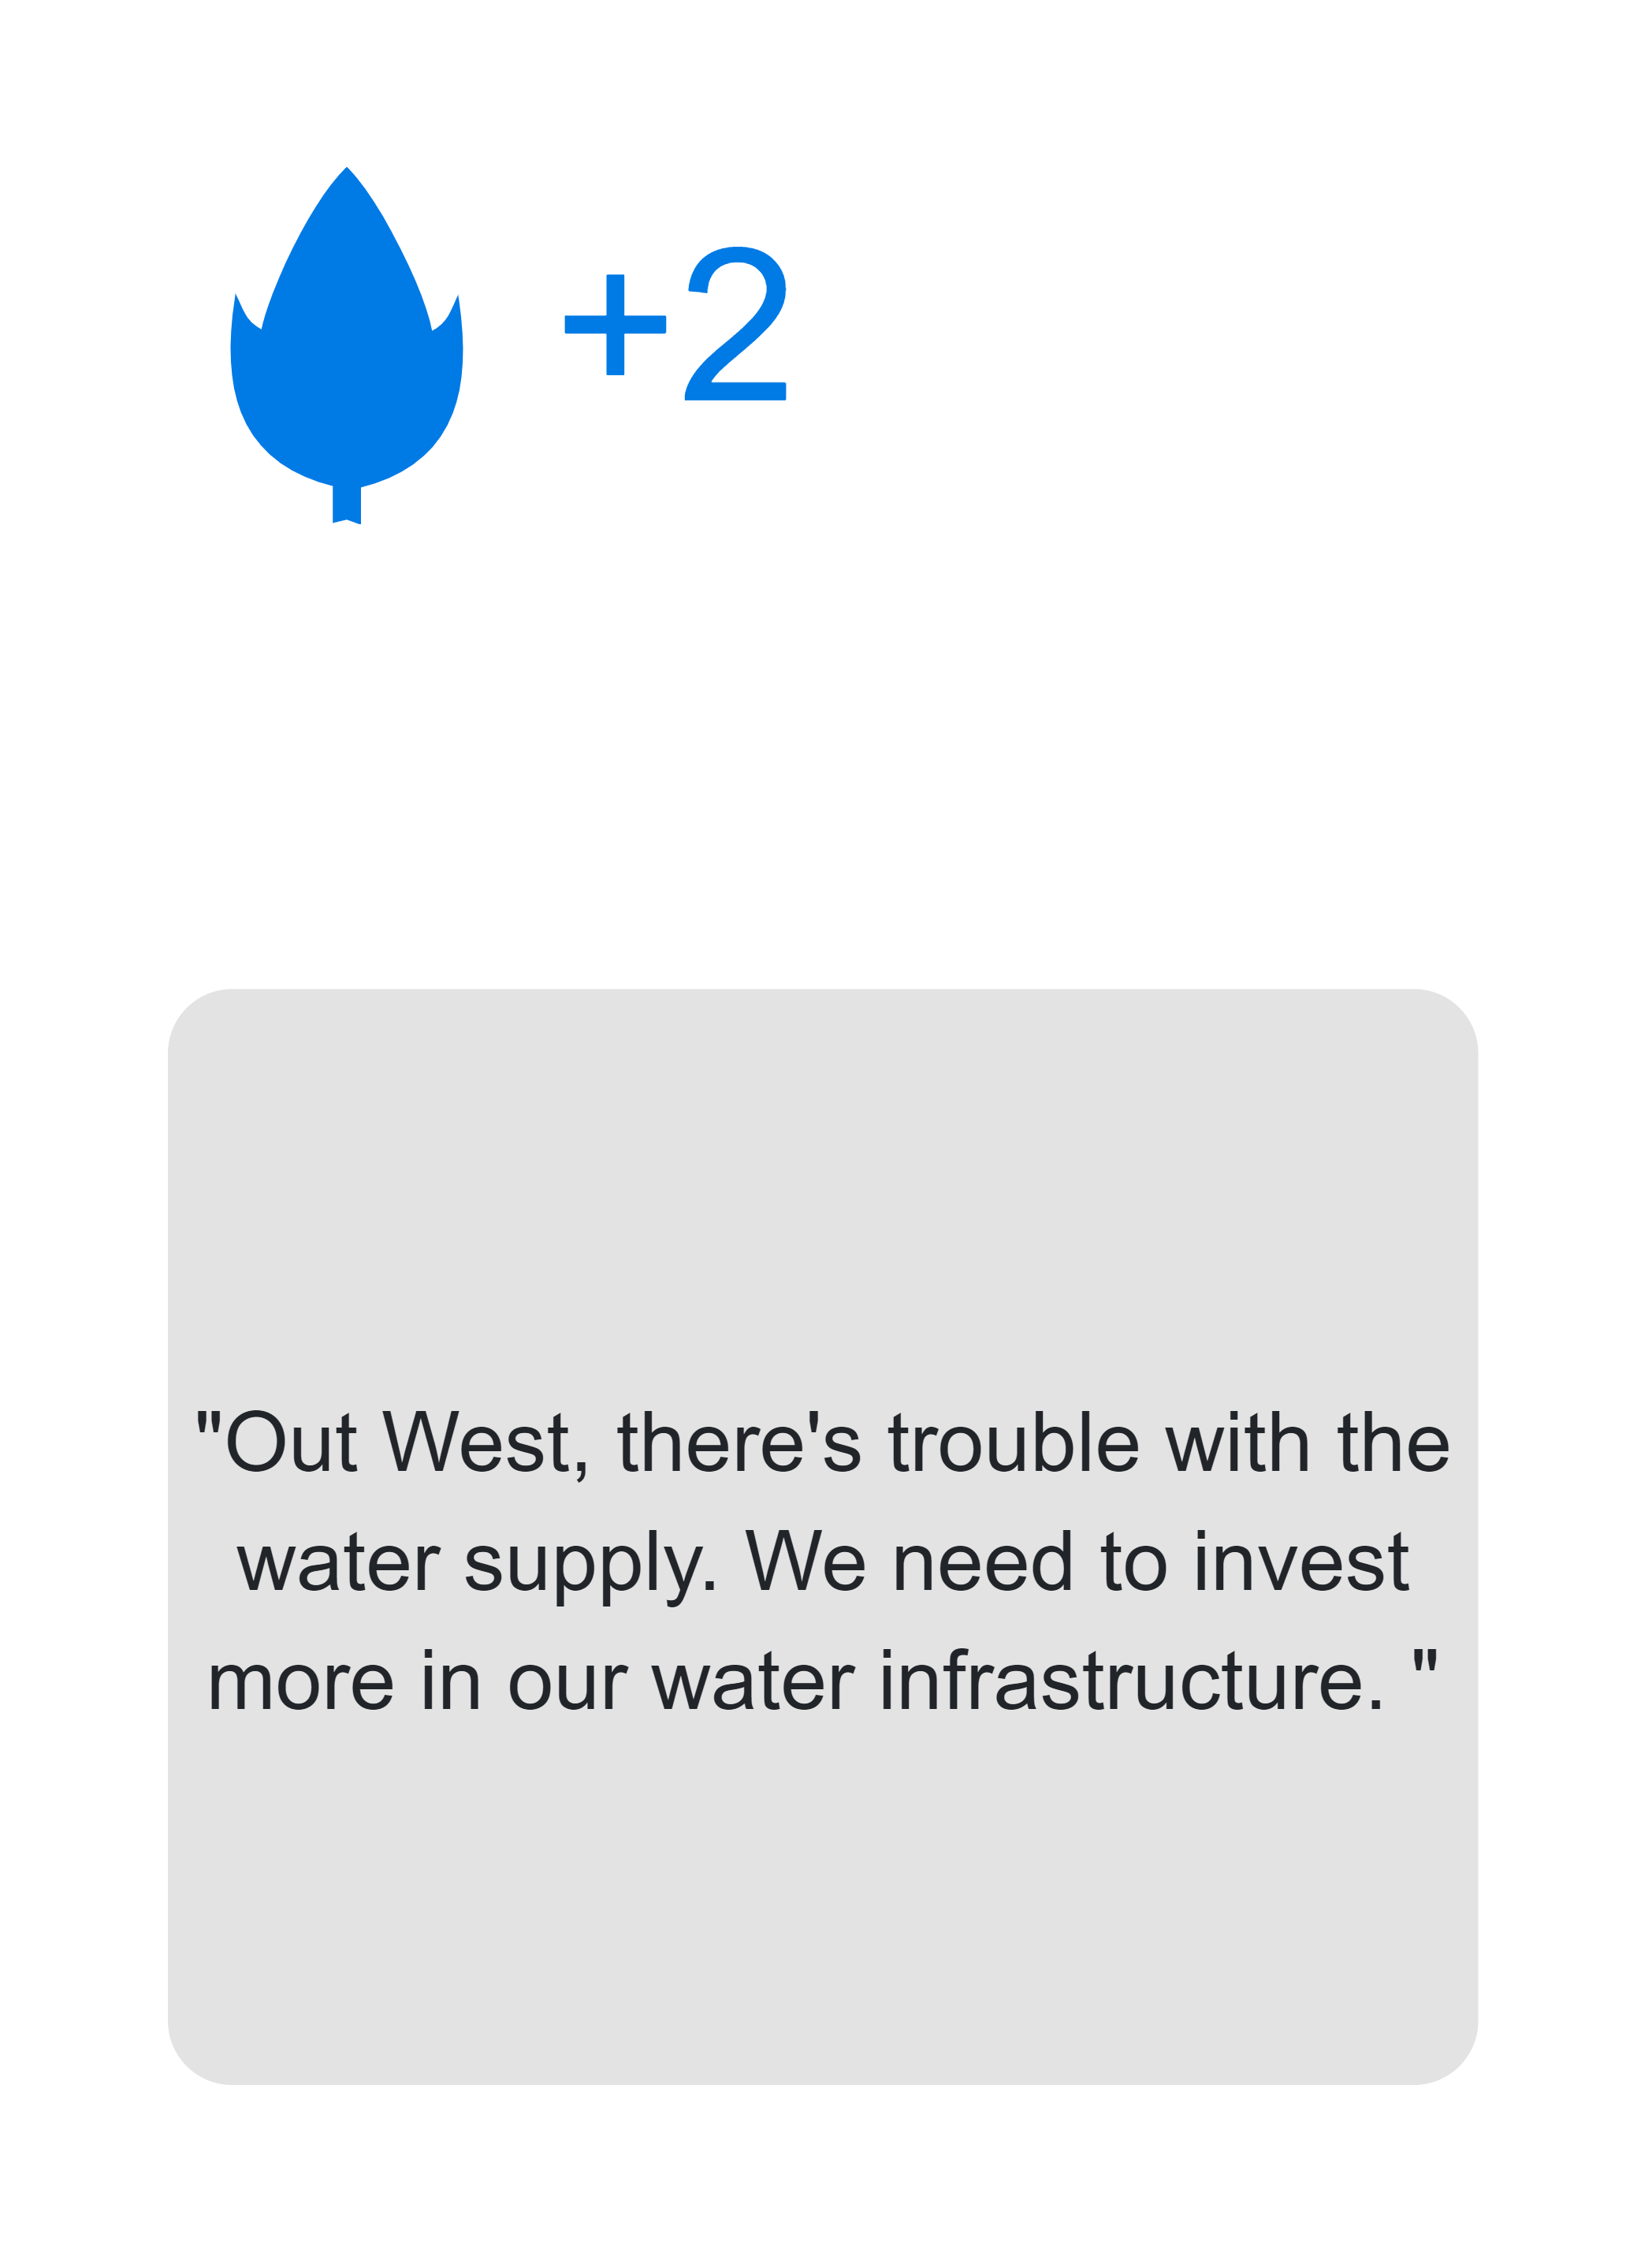 +2
"Out West, there's trouble with the
water supply. We need to invest
more in our water infrastructure. "